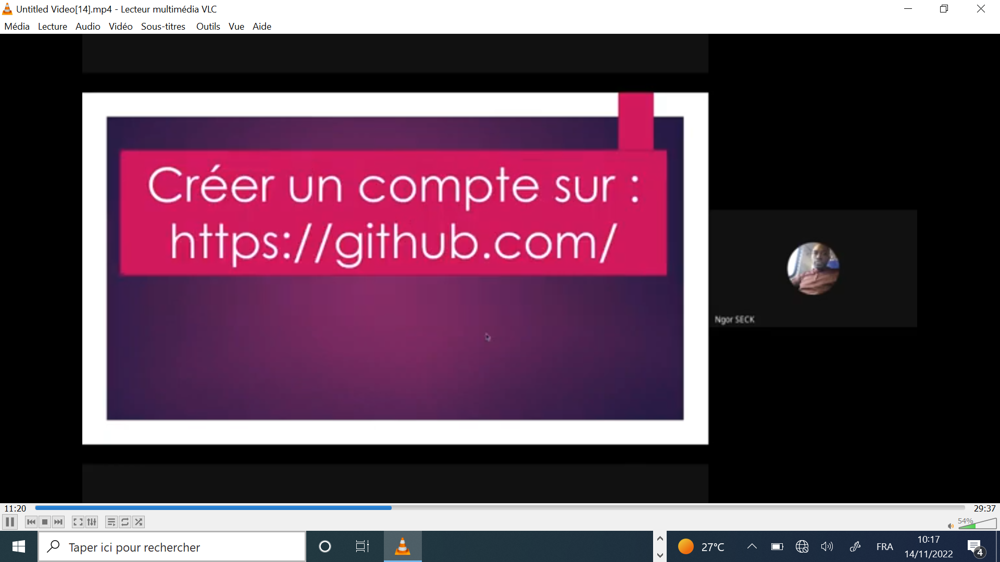 Untitled Video[14].mp4 - Lecteur multimédia VLC
Média Lecture Audio Vidéo Sous-titres Outils Vue Aide
Créer un compte sur :
https://github.com/
Ngor SECK
11:20
29:37
54%
Taper ici pour rechercher
27°C
FRA
10:17
14/11/2022
4